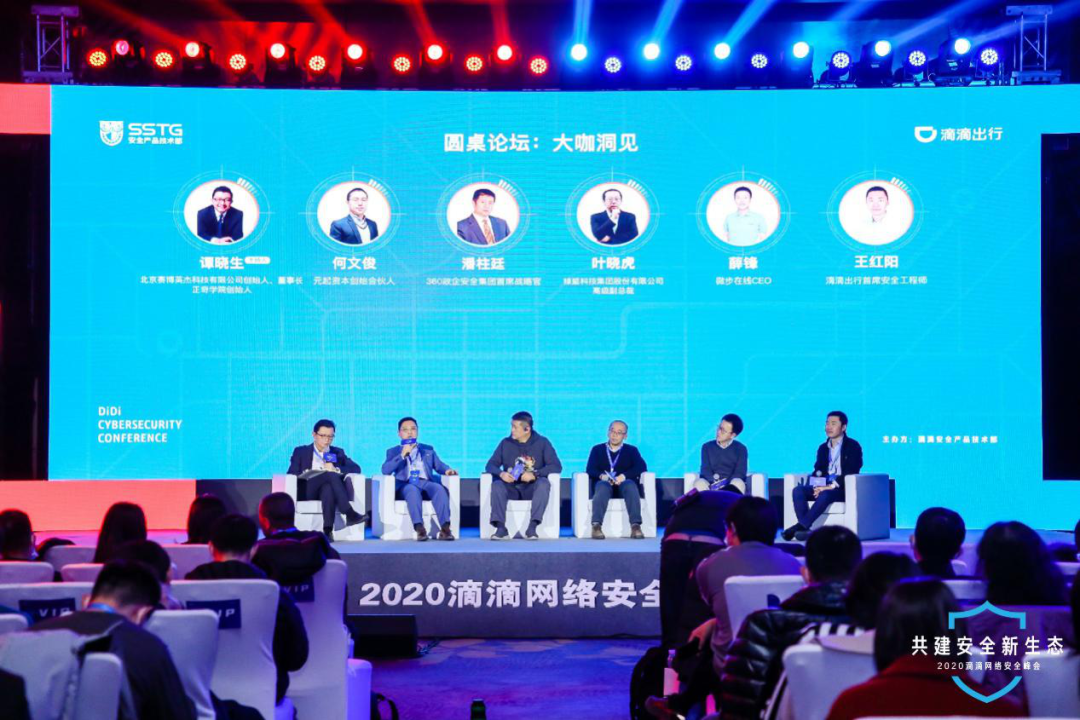 SSTG
安全产品技术部
圆桌论坛：大咖洞见
滴滴出行
谭晓生
北京赛博英杰科技有限公司创始人、董事长
正奇学院创始人
何文俊
元起资本创始合伙人
潘柱廷
360政企安全集团首席战略官
叶晓虎
绿盟科技集团股份有限公司
高级副总裁
薛锋
微步在线CEO
王红阳
滴滴出行首席安全工程师
DiDi
CYBERSECURITY
CONFERENCE
主办方：滴滴安全产品技术部
2020滴滴网络安全
VIP
VIP
共建安全新生态
2020滴滴网络安全峰会